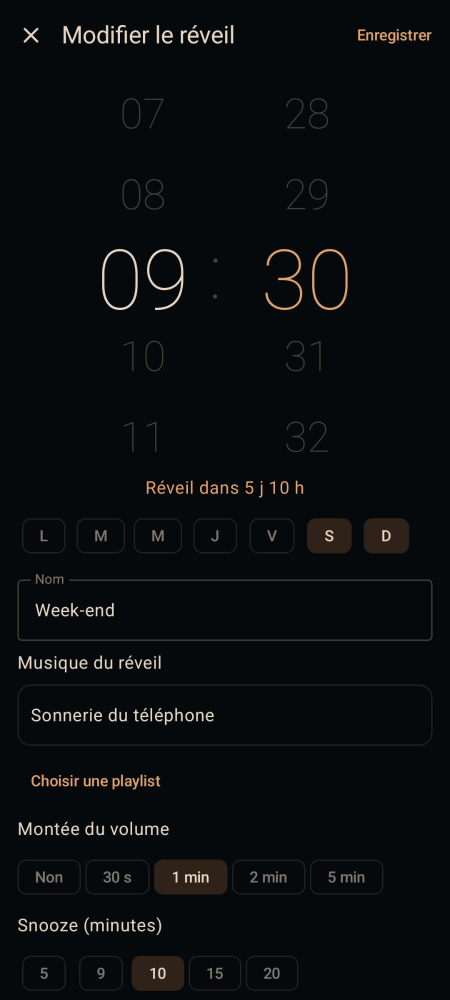 Modifier le réveil Enregistrer
07 28
08 29
09 : 30
10 31
11 32
Réveil dans 5 j 10 h
L M M J V S D
Nom
Week-end
Musique du réveil
Sonnerie du téléphone
Choisir une playlist
Montée du volume
Non 30 s 1 min 2 min 5 min
Snooze (minutes)
5 9 10 15 20